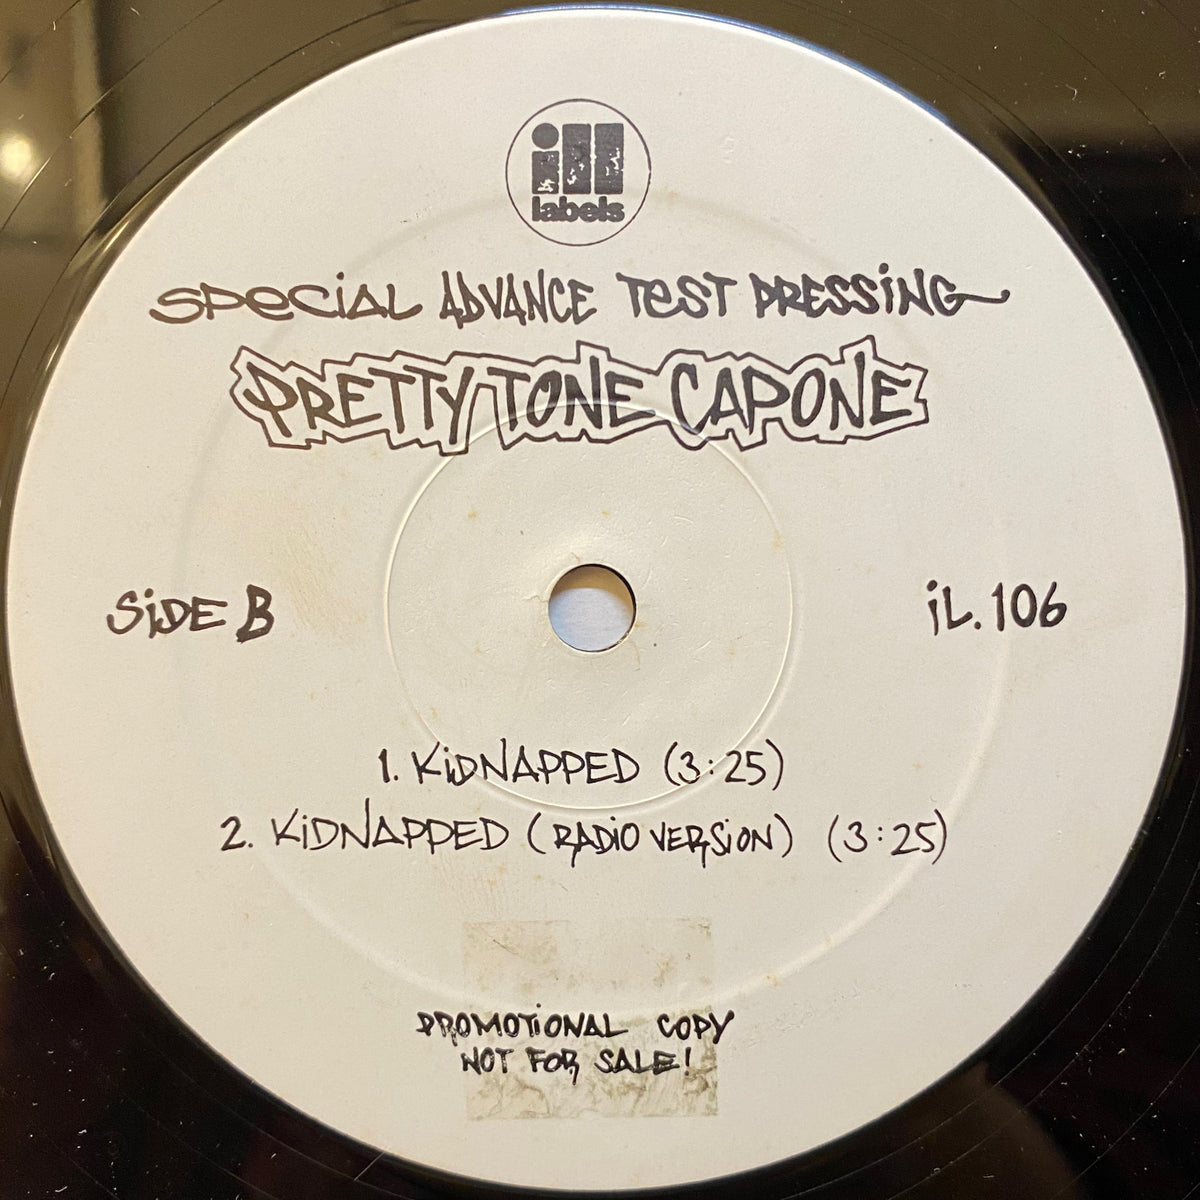 ill
labels
SPeCiAL ADVANCE TeST PRESSiNG
PRETTY TONE CAPONE
SiDE B
iL.106
1. KiDNAPPED (3:25)
2. KiDNAPPED (RADiO VERSiON) (3:25)
PROMOTiONAL COPY
NOT FOR SALE!